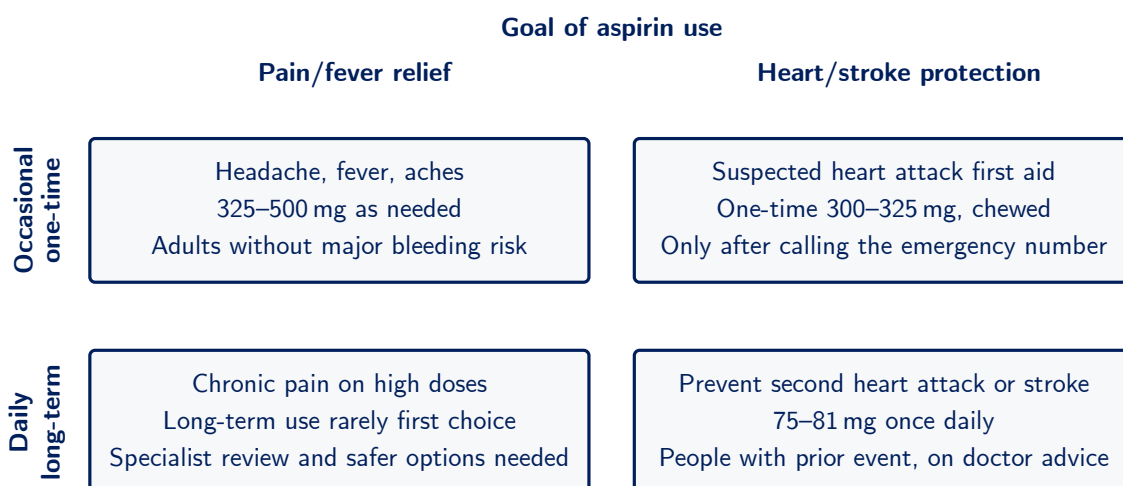 Goal of aspirin use
Pain/fever relief
Heart/stroke protection
Occasional
one-time
Headache, fever, aches
325–500 mg as needed
Adults without major bleeding risk
Suspected heart attack first aid
One-time 300–325 mg, chewed
Only after calling the emergency number
Daily
long-term
Chronic pain on high doses
Long-term use rarely first choice
Specialist review and safer options needed
Prevent second heart attack or stroke
75–81 mg once daily
People with prior event, on doctor advice